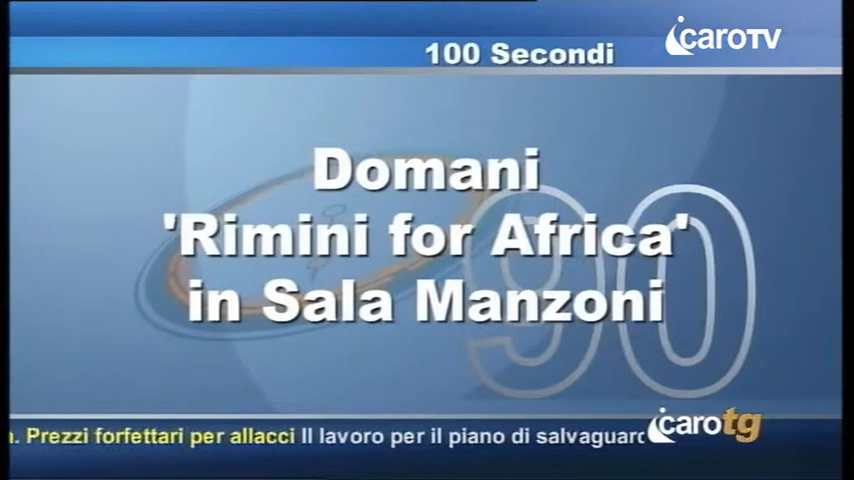 100 Secondi
icaroTV
Domani
'Rimini for Africa'
in Sala Manzoni
90
. Prezzi forfettari per allacci Il lavoro per il piano di
icarotg